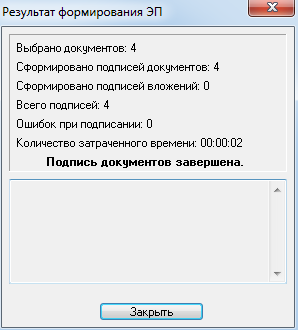 Результат формирования ЭП
Выбрано документов: 4
Сформировано подписей документов: 4
Сформировано подписей вложений: 0
Всего подписей: 4
Ошибок при подписании: 0
Количество затраченного времени: 00:00:02
Подпись документов завершена.
Закрыть